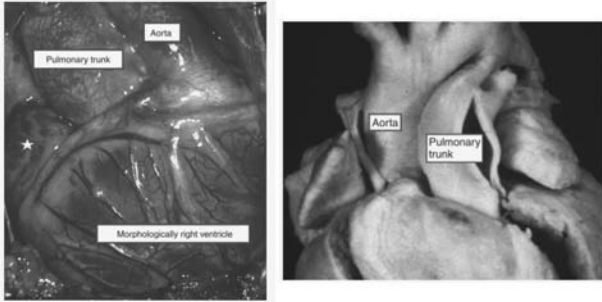 Aorta
Pulmonary trunk
Morphologically right ventricle
Aorta
Pulmonary
trunk